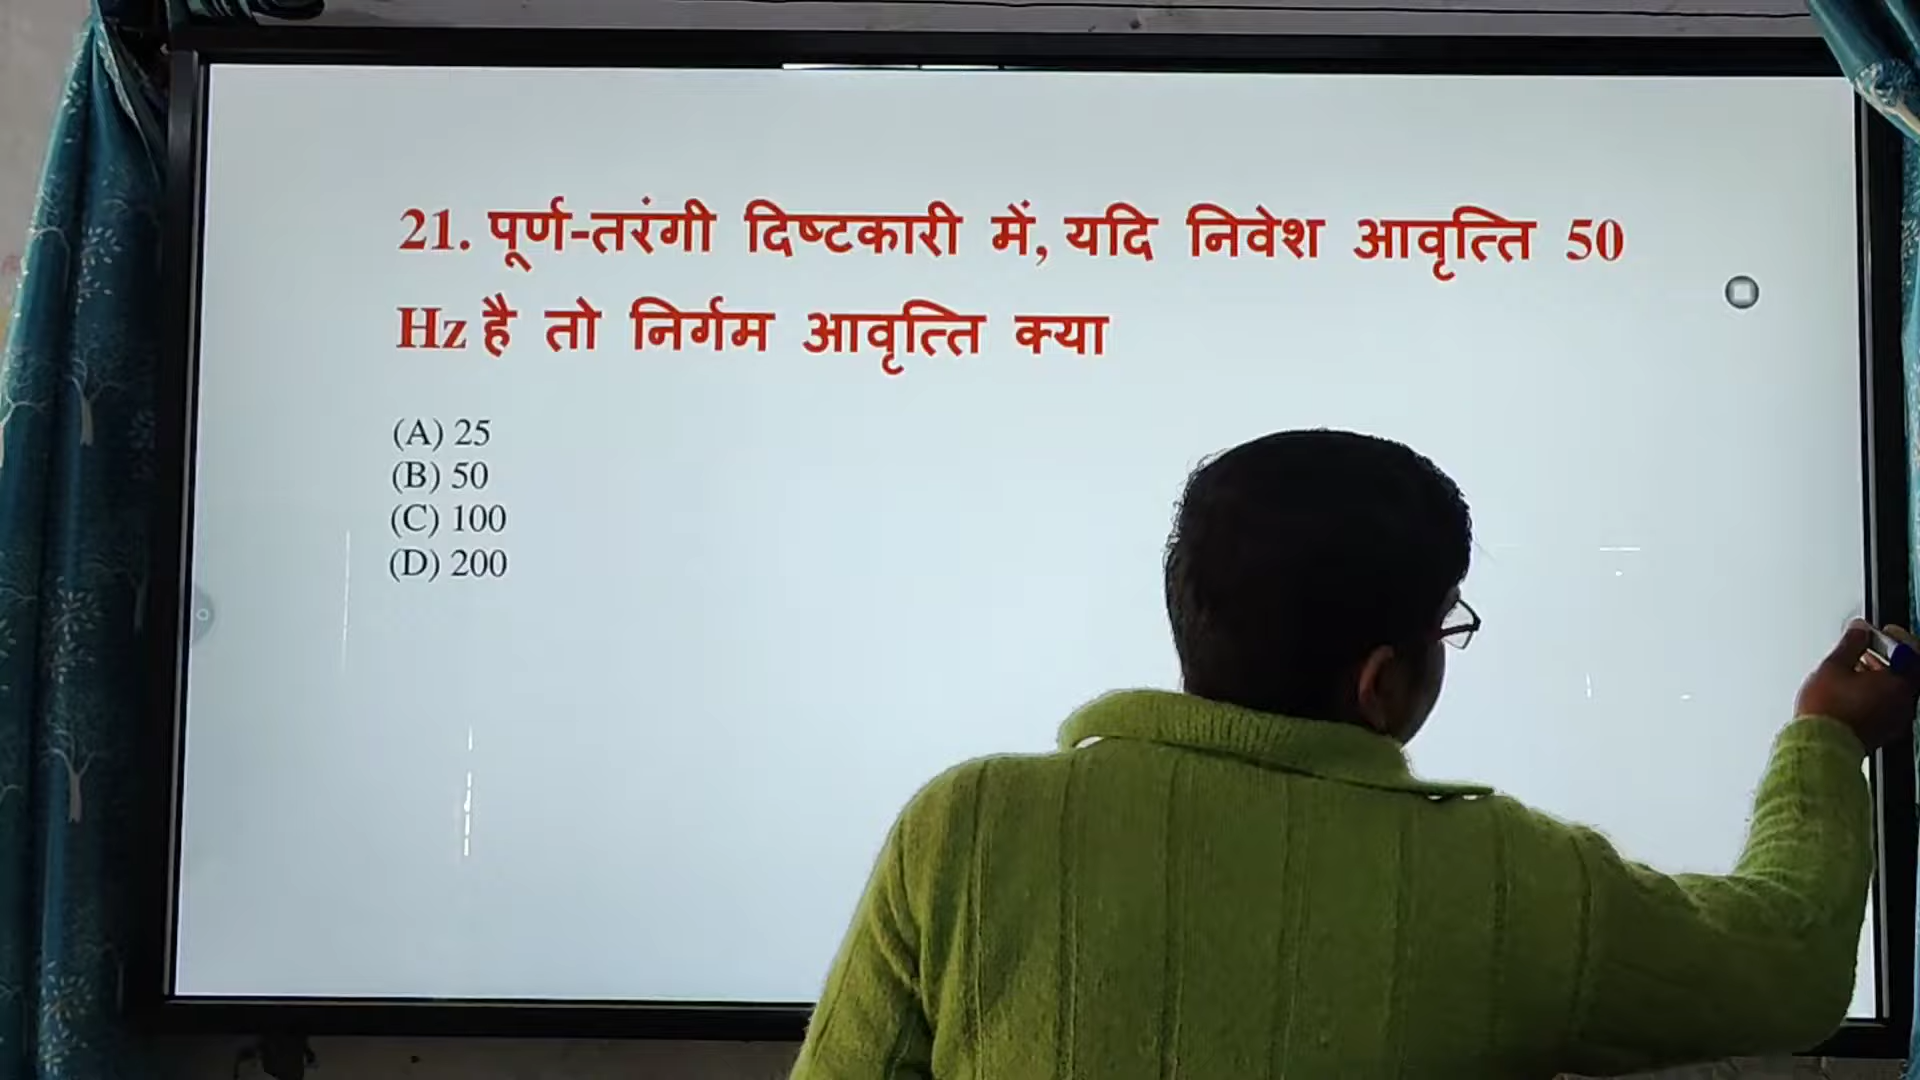 21. पूर्ण-तरंगी दिष्टकारी में, यदि निवेश आवृत्ति 50
Hz है तो निर्गम आवृत्ति क्या
(A) 25
(B) 50
(C) 100
(D) 200